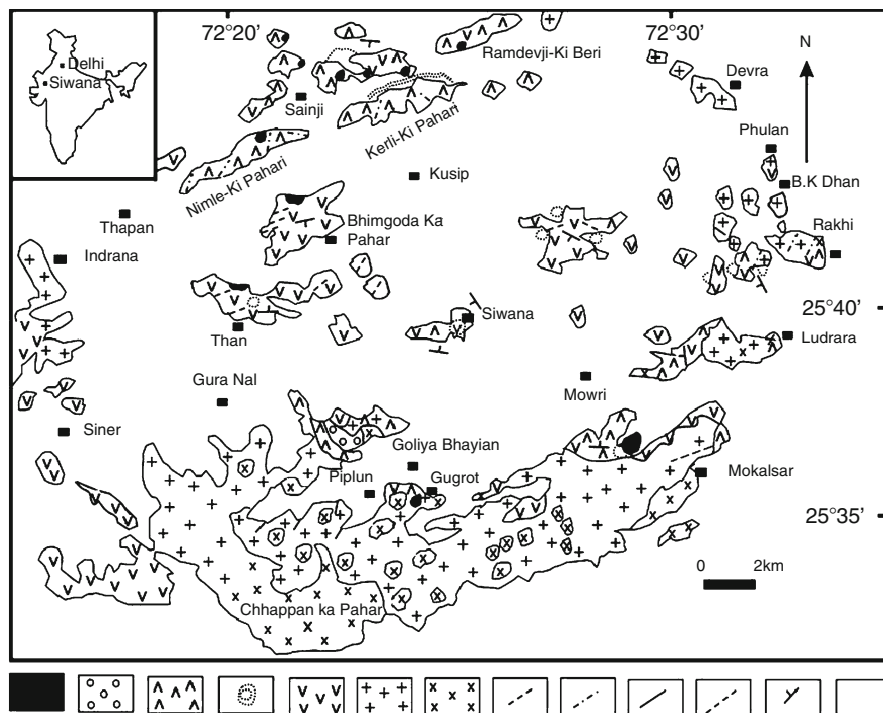 72°20'
72°30'
Delhi
Siwana
Ramdevji-Ki Beri
N
Devra
Sainji
Kerli-Ki Pahari
Phulan
Nimle-Ki Pahari
Kusip
B.K Dhan
Thapan
Bhimgoda Ka
Pahar
Rakhi
Indrana
Siwana
25°40'
Than
Ludrara
Gura Nal
Mowri
Siner
Goliya Bhayian
Piplun
Gugrot
Mokalsar
25°35'
0 2km
Chhappan ka Pahar